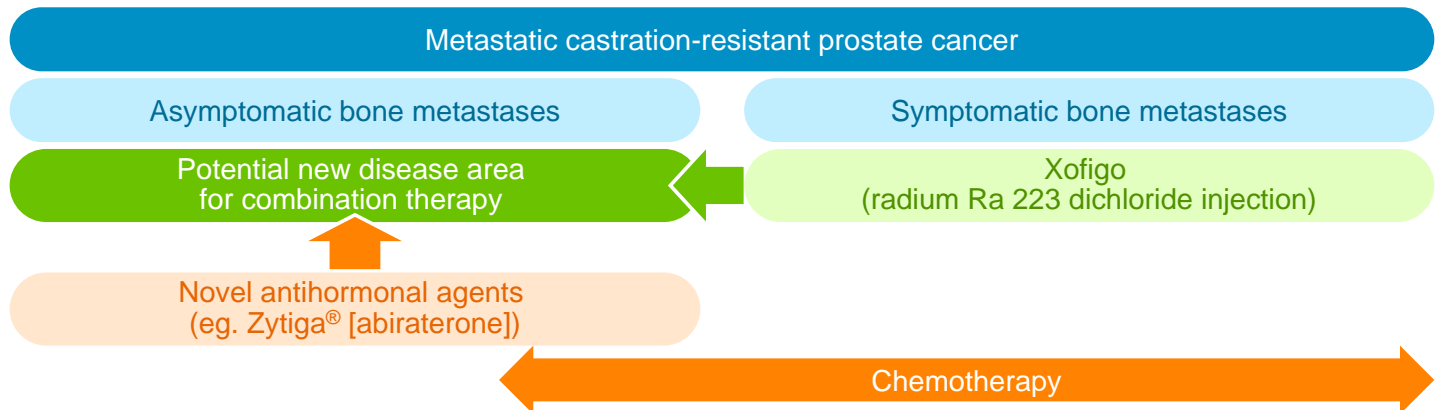 Metastatic castration-resistant prostate cancer
Asymptomatic bone metastases
Symptomatic bone metastases
Potential new disease area
for combination therapy
Xofigo
(radium Ra 223 dichloride injection)
Novel antihormonal agents
(eg. Zytiga® [abiraterone])
Chemotherapy